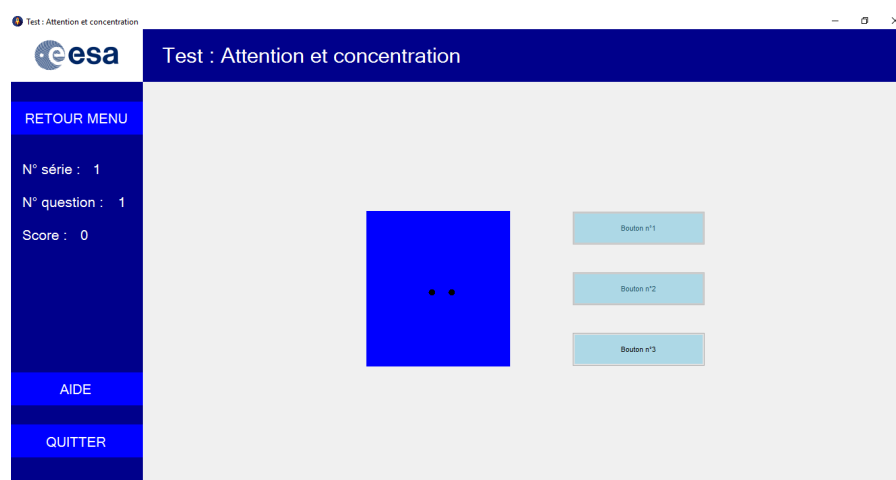 Test : Attention et concentration
esa
Test : Attention et concentration
RETOUR MENU
N° série : 1
N° question : 1
Score : 0
Bouton n°1
Bouton n°2
Bouton n°3
AIDE
QUITTER